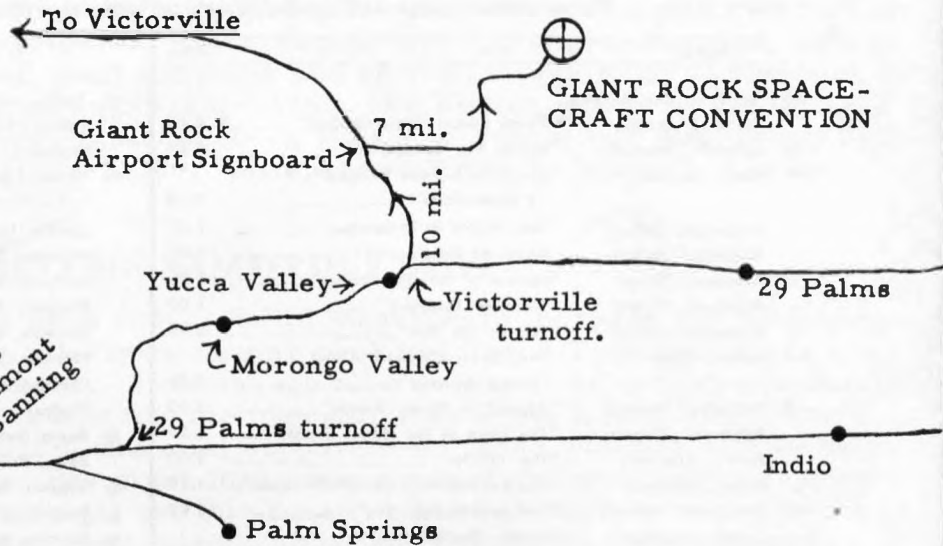 To Victorville
GIANT ROCK SPACE-
CRAFT CONVENTION
7 mi.
Giant Rock
Airport Signboard
10 mi.
Yucca Valley
29 Palms
Victorville
turnoff.
Morongo Valley
29 Palms turnoff
Indio
Palm Springs